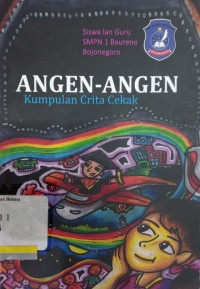 Siswa lan Guru
SMPN 1 Baureno
Bojonegoro
ANGEN-ANGEN
Kumpulan Crita Cekak